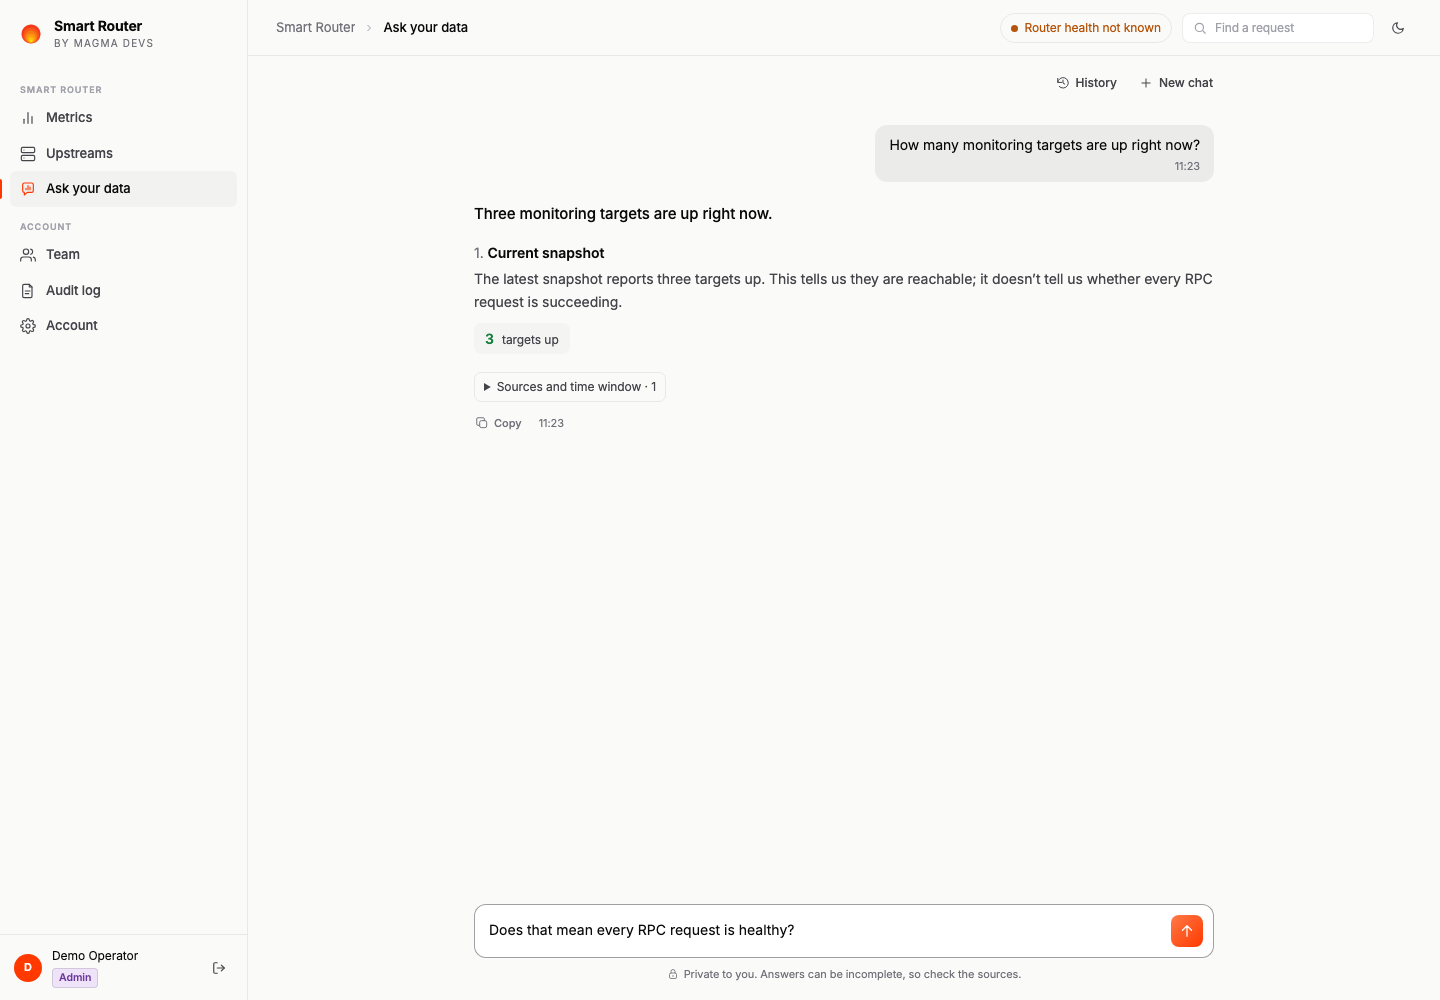 Smart Router
BY MAGMA DEVS
SMART ROUTER
Metrics
Upstreams
Ask your data
ACCOUNT
Team
Audit log
Account
D
Demo Operator
Admin
Smart Router › Ask your data
Router health not known
Find a request
History
New chat
How many monitoring targets are up right now?
11:23
Three monitoring targets are up right now.
1. Current snapshot
The latest snapshot reports three targets up. This tells us they are reachable; it doesn’t tell us whether every RPC
request is succeeding.
3 targets up
Sources and time window · 1
Copy 11:23
Does that mean every RPC request is healthy?
Private to you. Answers can be incomplete, so check the sources.